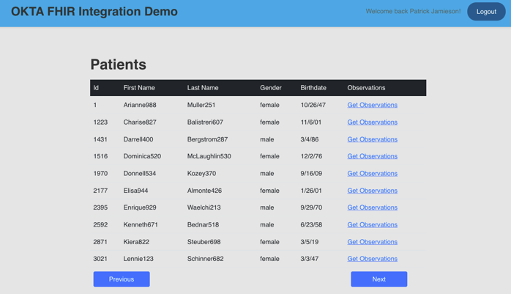 OKTA FHIR Integration Demo
Welcome back Patrick Jamieson!
Logout
Patients
Id First Name Last Name Gender Birthdate Observations
1 Arianne988 Muller251 female 10/26/47 Get Observations
1223 Charise827 Balistreri607 female 11/6/01 Get Observations
1431 Darrell400 Bergstrom287 male 3/4/86 Get Observations
1516 Dominica520 McLaughlin530 female 12/2/76 Get Observations
1970 Donnell534 Kozey370 male 9/16/09 Get Observations
2177 Elisa944 Almonte426 female 1/26/01 Get Observations
2395 Enrique929 Waelchi213 male 9/29/70 Get Observations
2592 Kenneth671 Bednar518 male 6/23/58 Get Observations
2871 Kiera822 Steuber698 female 3/5/19 Get Observations
3021 Lennie123 Schinner682 female 3/3/47 Get Observations
Previous Next